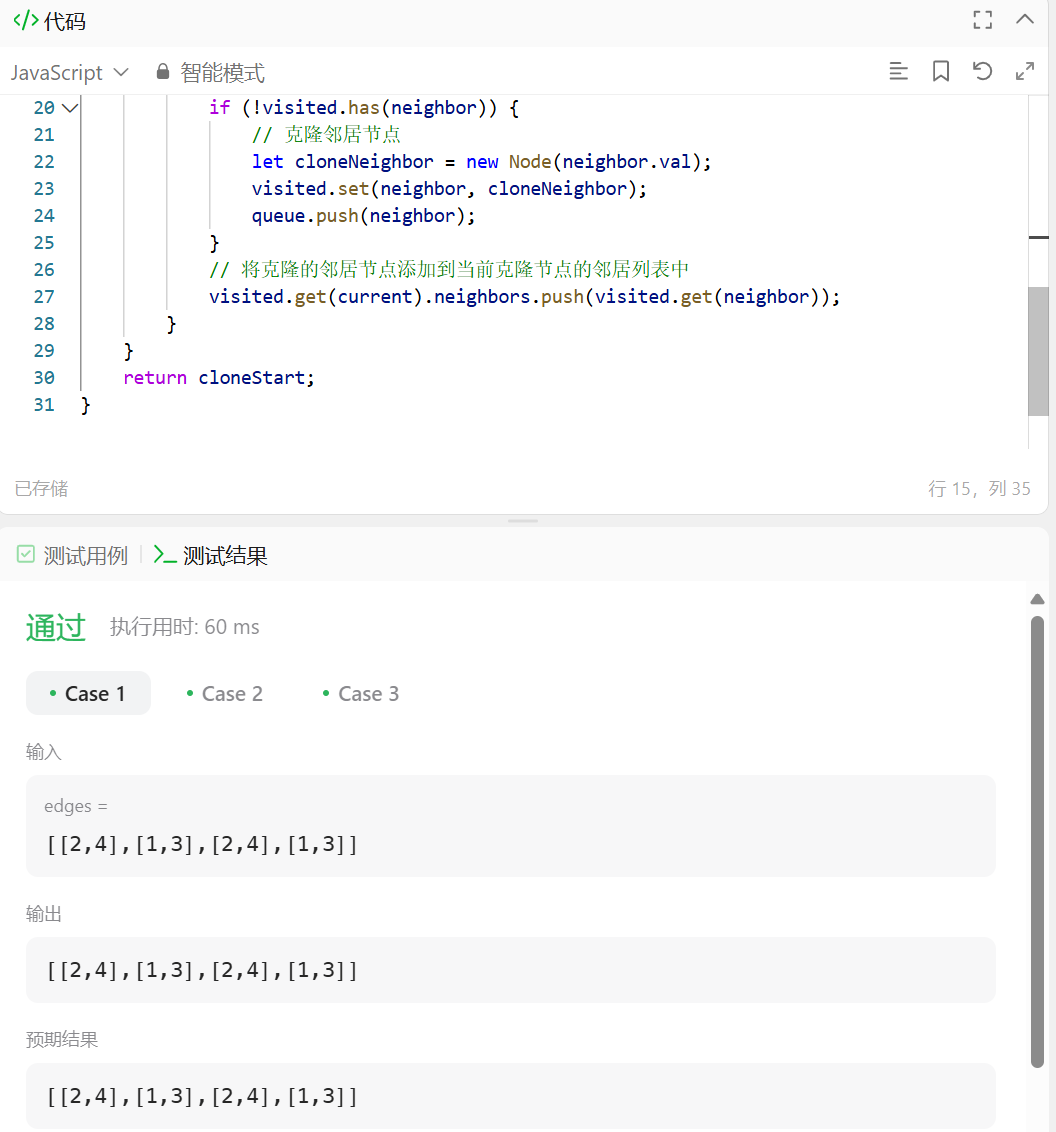 </> 代码
JavaScript 智能模式
20 if (!visited.has(neighbor)) {
21 // 克隆邻居节点
22 let cloneNeighbor = new Node(neighbor.val);
23 visited.set(neighbor, cloneNeighbor);
24 queue.push(neighbor);
25 }
26 // 将克隆的邻居节点添加到当前克隆节点的邻居列表中
27 visited.get(current).neighbors.push(visited.get(neighbor));
28 }
29 }
30 return cloneStart;
31 }
已存储 行 15，列 35
测试用例 >_ 测试结果
通过 执行用时: 60 ms
• Case 1 • Case 2 • Case 3
输入
edges =
[[2,4],[1,3],[2,4],[1,3]]
输出
[[2,4],[1,3],[2,4],[1,3]]
预期结果
[[2,4],[1,3],[2,4],[1,3]]